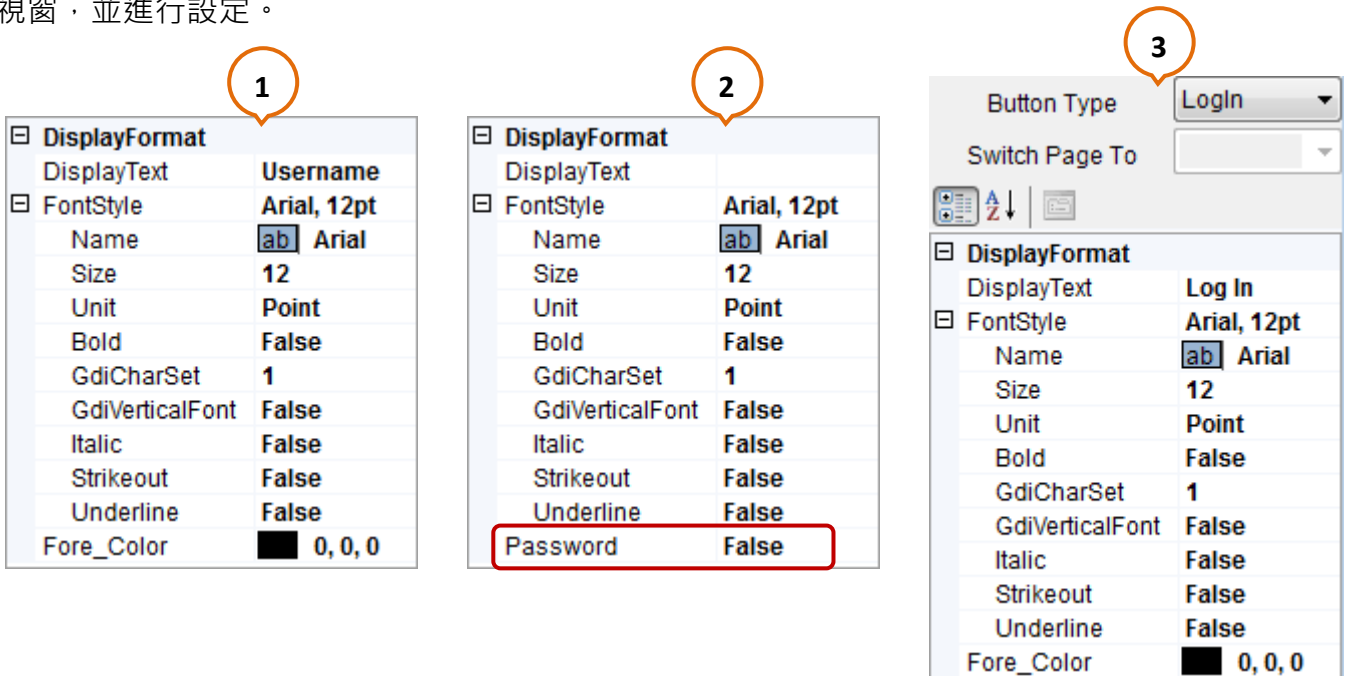 視窗，並進行設定。
1
DisplayFormat
DisplayText Username
FontStyle Arial, 12pt
Name ab Arial
Size 12
Unit Point
Bold False
GdiCharSet 1
GdiVerticalFont False
Italic False
Strikeout False
Underline False
Fore_Color 0, 0, 0
2
DisplayFormat
DisplayText
FontStyle Arial, 12pt
Name ab Arial
Size 12
Unit Point
Bold False
GdiCharSet 1
GdiVerticalFont False
Italic False
Strikeout False
Underline False
Password False
3
Button Type LogIn
Switch Page To
A Z
DisplayFormat
DisplayText Log In
FontStyle Arial, 12pt
Name ab Arial
Size 12
Unit Point
Bold False
GdiCharSet 1
GdiVerticalFont False
Italic False
Strikeout False
Underline False
Fore_Color 0, 0, 0